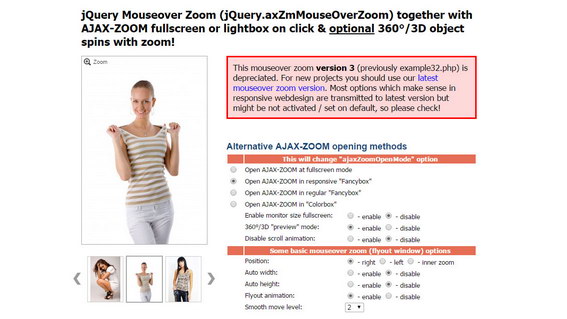 jQuery Mouseover Zoom (jQuery.axZmMouseOverZoom) together with
AJAX-ZOOM fullscreen or lightbox on click & optional 360°/3D object
spins with zoom!
Zoom
This mouseover zoom version 3 (previously example32.php) is
depreciated. For new projects you should use our latest
mouseover zoom version. Most options which make sense in
responsive webdesign are transmitted to latest version but
might be not activated / set on default, so please check!
Alternative AJAX-ZOOM opening methods
This will change "ajaxZoomOpenMode" option
Open AJAX-ZOOM at fullscreen mode
Open AJAX-ZOOM in responsive "Fancybox"
Open AJAX-ZOOM in regular "Fancybox"
Open AJAX-ZOOM in "Colorbox"
Enable monitor size fullscreen: - enable - disable
360°/3D "preview" mode: - enable - disable
Disable scroll animation: - enable - disable
Some basic mouseover zoom (flyout window) options
Position: - right - left - inner zoom
Auto width: - enable - disable
Auto height: - enable - disable
Flyout animation: - enable - disable
Smooth move level: 2